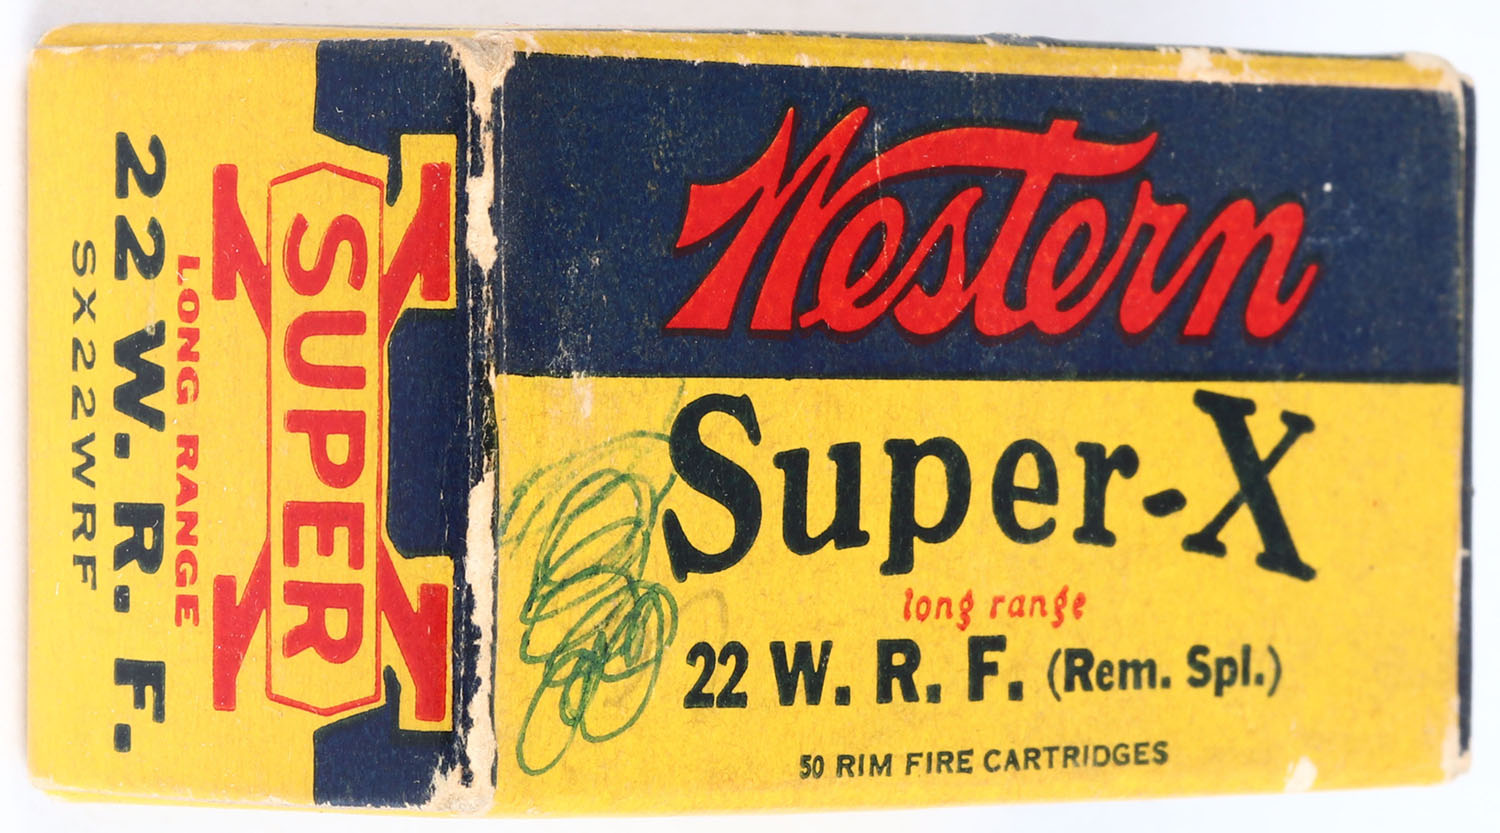 Western
Super-X
long range
22 W. R. F. (Rem. Spl.)
50 RIM FIRE CARTRIDGES
SUPER X
LONG RANGE
22 W. R. F.
SX22WRF